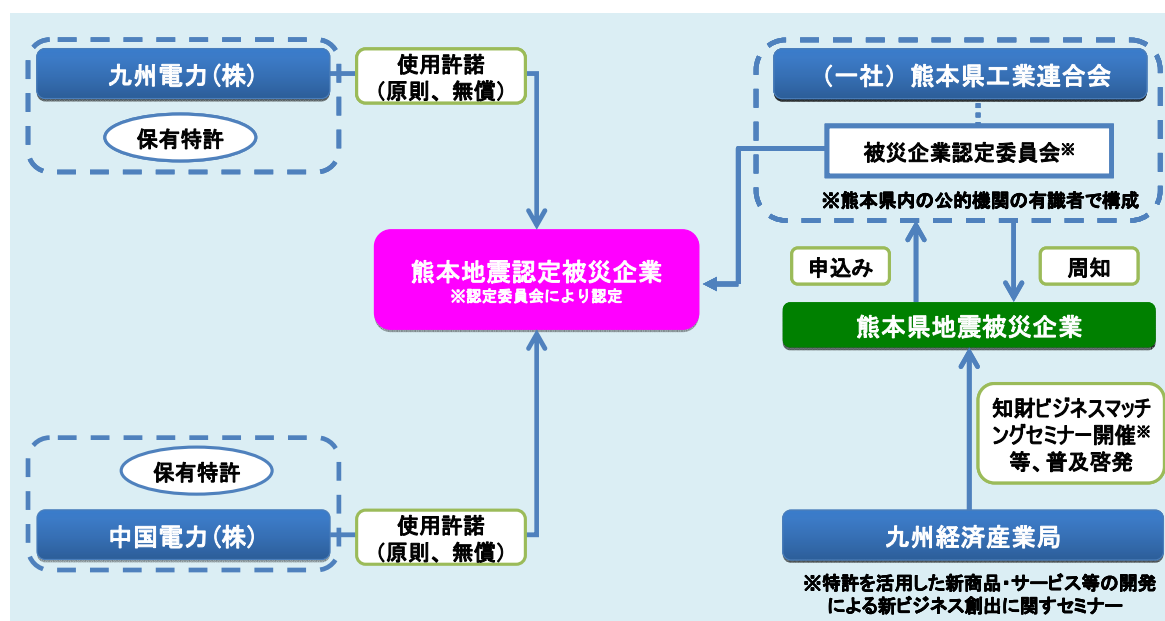 九州電力(株)
使用許諾
(原則、無償)
保有特許
(一社)熊本県工業連合会
被災企業認定委員会※
※熊本県内の公的機関の有識者で構成
申込み
周知
熊本地震認定被災企業
※認定委員会により認定
熊本県地震被災企業
知財ビジネスマッチ
ングセミナー開催※
等、普及啓発
保有特許
中国電力(株)
使用許諾
(原則、無償)
九州経済産業局
※特許を活用した新商品・サービス等の開発
による新ビジネス創出に関すセミナー